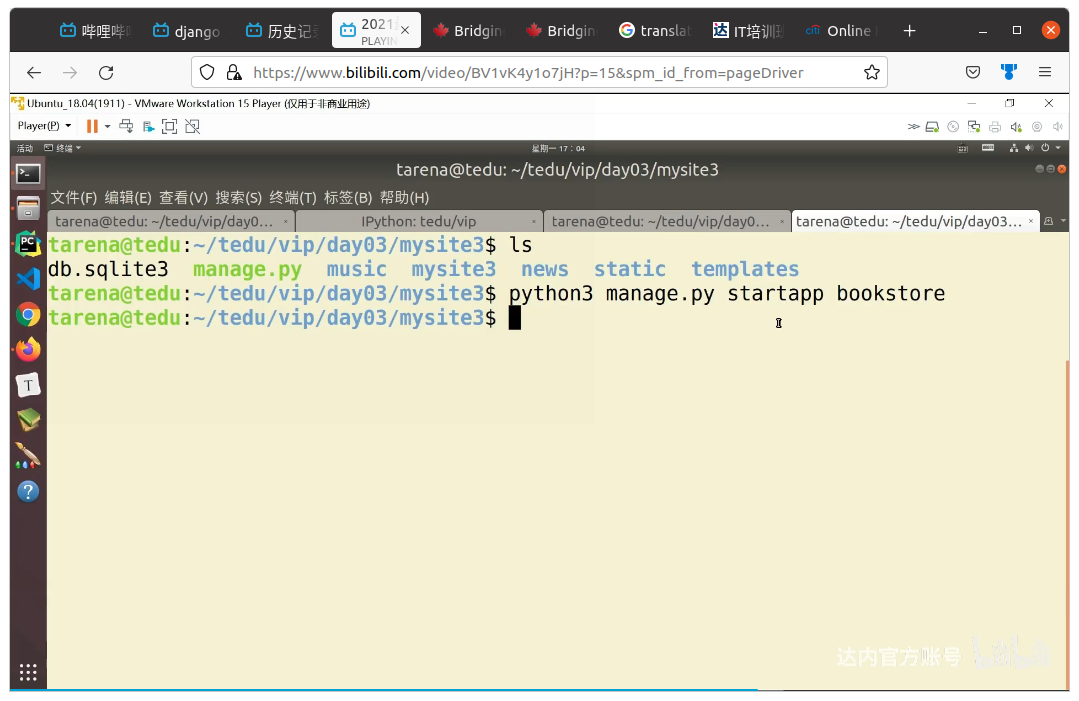 哔哩哔哩
django
历史记录
2021
PLAYIN
Bridgin
Bridgin
translat
达 IT培训班
citi Online
https://www.bilibili.com/video/BV1vK4y1o7jH?p=15&spm_id_from=pageDriver
Ubuntu_18.04(1911) - VMware Workstation 15 Player (仅用于非商业用途)
Player(P)
活动 终端 星期一 17：04
tarena@tedu: ~/tedu/vip/day03/mysite3
文件(F) 编辑(E) 查看(V) 搜索(S) 终端(T) 标签(B) 帮助(H)
tarena@tedu: ~/tedu/vip/day0... IPython: tedu/vip tarena@tedu: ~/tedu/vip/day0... tarena@tedu: ~/tedu/vip/day03...
tarena@tedu:~/tedu/vip/day03/mysite3$ ls
db.sqlite3 manage.py music mysite3 news static templates
tarena@tedu:~/tedu/vip/day03/mysite3$ python3 manage.py startapp bookstore
tarena@tedu:~/tedu/vip/day03/mysite3$
PC
T
?
达内官方账号